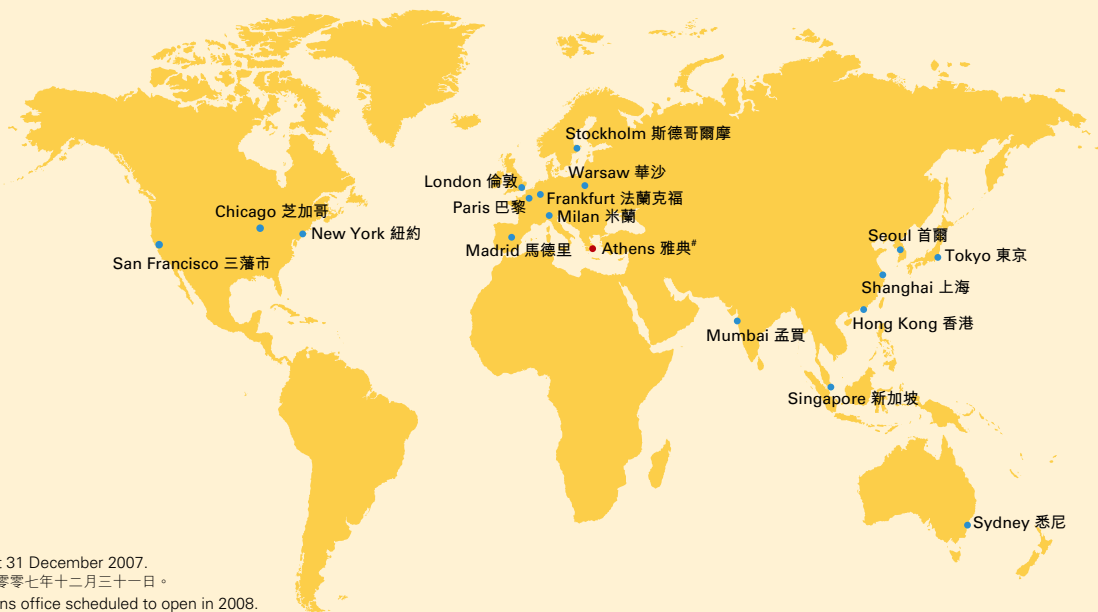 Stockholm 斯德哥爾摩
Warsaw 華沙
London 倫敦
Frankfurt 法蘭克福
Paris 巴黎
Milan 米蘭
Chicago 芝加哥
New York 紐約
Madrid 馬德里
Athens 雅典#
San Francisco 三藩市
Seoul 首爾
Tokyo 東京
Shanghai 上海
Hong Kong 香港
Mumbai 孟買
Singapore 新加坡
Sydney 悉尼
31 December 2007.
零零七年十二月三十一日。
office scheduled to open in 2008.